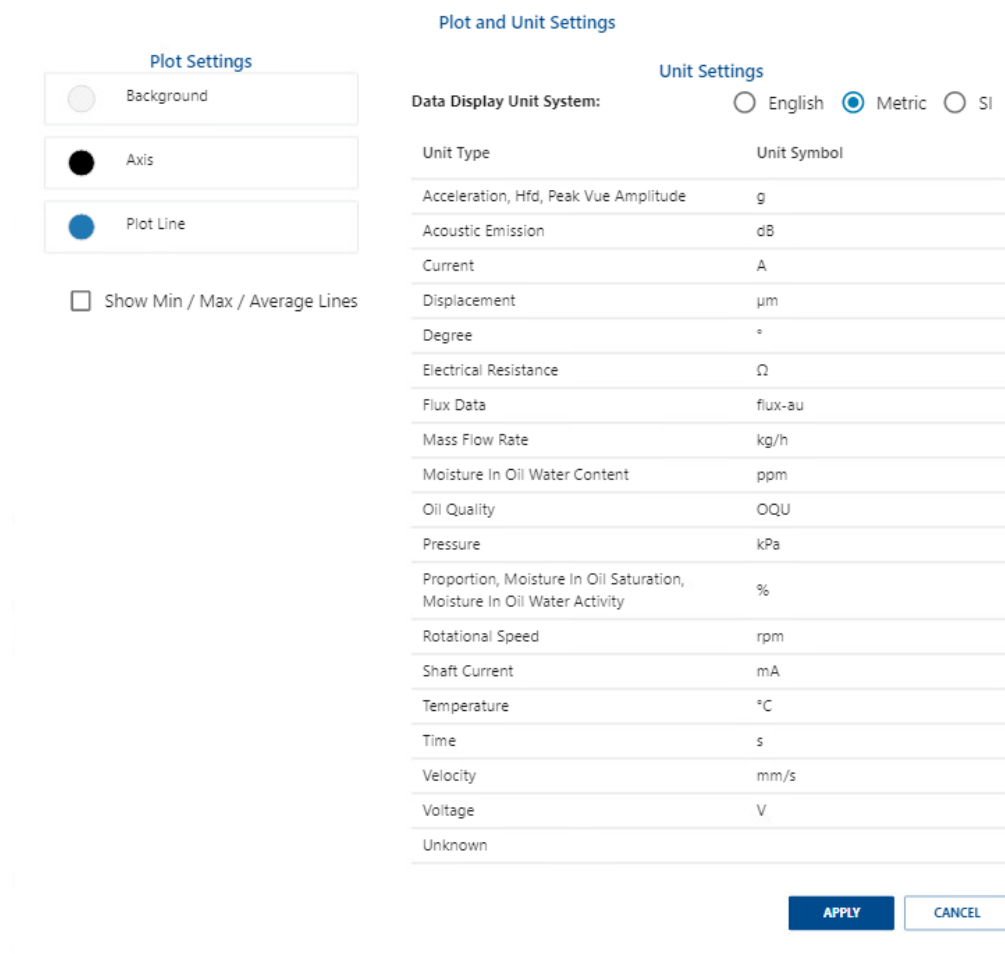 Plot and Unit Settings
Plot Settings
Background
Axis
Plot Line
Show Min / Max / Average Lines
Unit Settings
Data Display Unit System: English Metric SI
Unit Type Unit Symbol
Acceleration, Hfd, Peak Vue Amplitude g
Acoustic Emission dB
Current A
Displacement µm
Degree °
Electrical Resistance Ω
Flux Data flux-au
Mass Flow Rate kg/h
Moisture In Oil Water Content ppm
Oil Quality OQU
Pressure kPa
Proportion, Moisture In Oil Saturation,
Moisture In Oil Water Activity %
Rotational Speed rpm
Shaft Current mA
Temperature °C
Time s
Velocity mm/s
Voltage V
Unknown
APPLY CANCEL